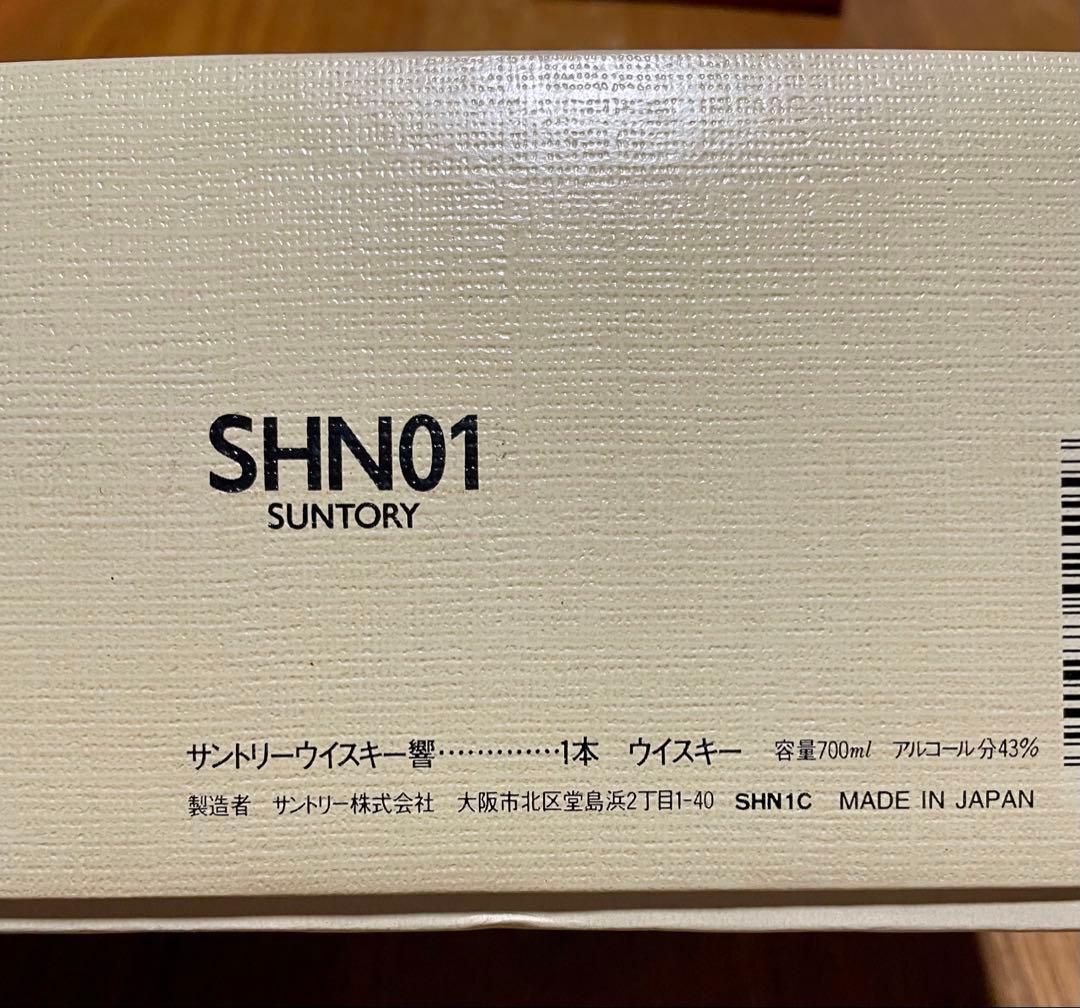 SHN01
SUNTORY
サントリーウイスキー響·············1本 ウイスキー 容量700ml アルコール分43%
製造者 サントリー株式会社 大阪市北区堂島浜2丁目1-40 SHN1C MADE IN JAPAN